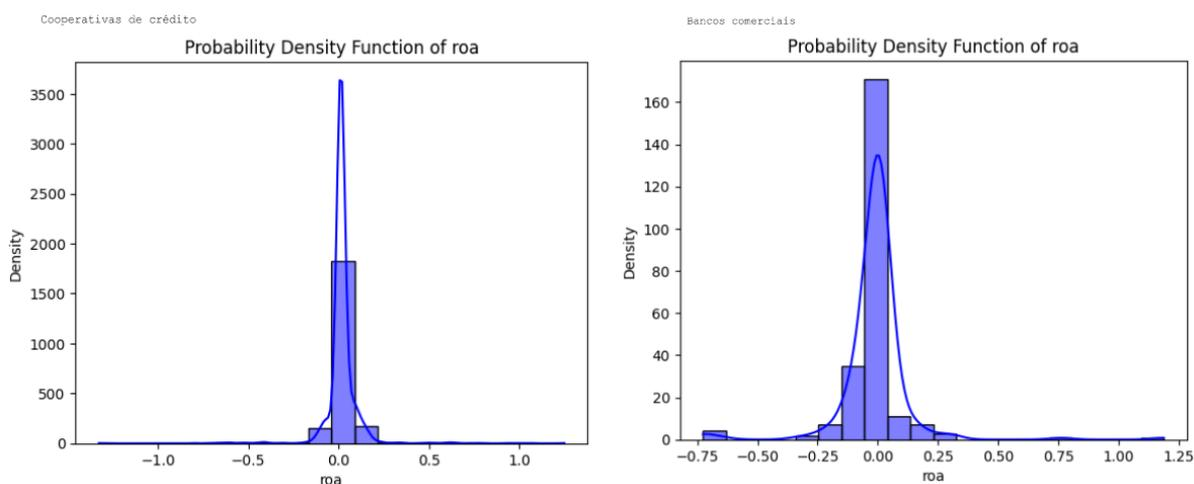 Cooperativas de crédito
Probability Density Function of roa
3500
3000
2500
2000
1500
1000
500
0
Density
−1.0 −0.5 0.0 0.5 1.0
roa
Bancos comerciais
Probability Density Function of roa
160
140
120
100
80
60
40
20
0
Density
−0.75 −0.50 −0.25 0.00 0.25 0.50 0.75 1.00 1.25
roa